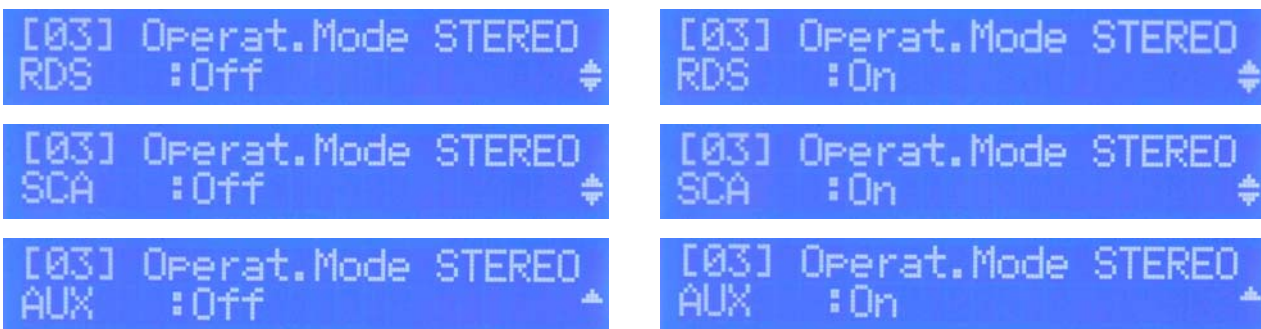 [03] Operat.Mode STEREO
RDS :Off
[03] Operat.Mode STEREO
RDS :On
[03] Operat.Mode STEREO
SCA :Off
[03] Operat.Mode STEREO
SCA :On
[03] Operat.Mode STEREO
AUX :Off
[03] Operat.Mode STEREO
AUX :On